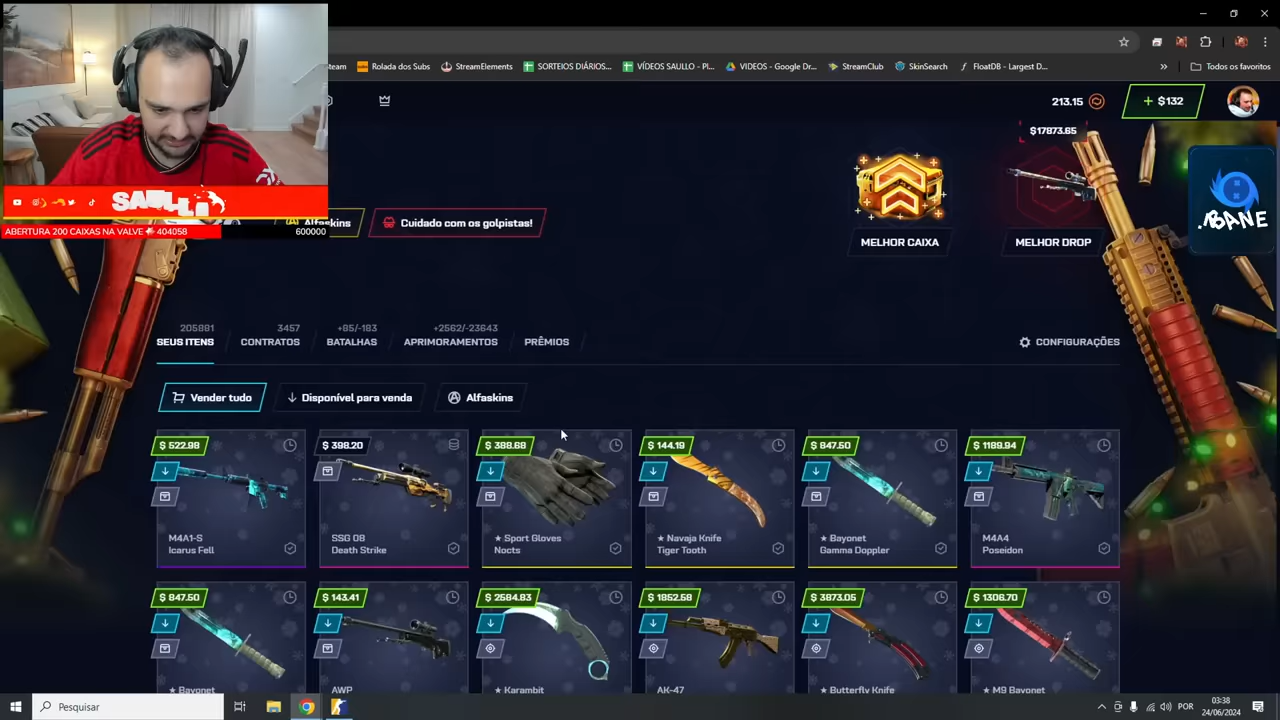 team
Rolada dos Subs
StreamElements
SORTEIOS DIÁRIOS...
VÍDEOS SAULLO - Pl...
VIDEOS - Google Dr...
StreamClub
SkinSearch
FloatDB - Largest D...
»
Todos os favoritos
213.15
+ $132
$17873.65
.BANE
ABERTURA 200 CAIXAS NA VALVE 404058
600000
Alfaskins
Cuidado com os golpistas!
MELHOR CAIXA
MELHOR DROP
205881
3457
+85/-183
+2562/-23643
SEUS ITENS
CONTRATOS
BATALHAS
APRIMORAMENTOS
PRÊMIOS
CONFIGURAÇÕES
Vender tudo
Disponível para venda
Alfaskins
$ 522.98
$ 398.20
$ 388.68
$ 144.19
$ 847.50
$ 1189.94
M4A1-S
Icarus Fell
SSG 08
Death Strike
★ Sport Gloves
Nocts
★ Navaja Knife
Tiger Tooth
★ Bayonet
Gamma Doppler
M4A4
Poseidon
$ 847.50
$ 143.41
$ 2584.83
$ 1852.58
$ 3873.05
$ 1306.70
★ Bayonet
AWP
★ Karambit
AK-47
★ Butterfly Knife
★ M9 Bayonet
Pesquisar
POR
03:38
24/06/2024